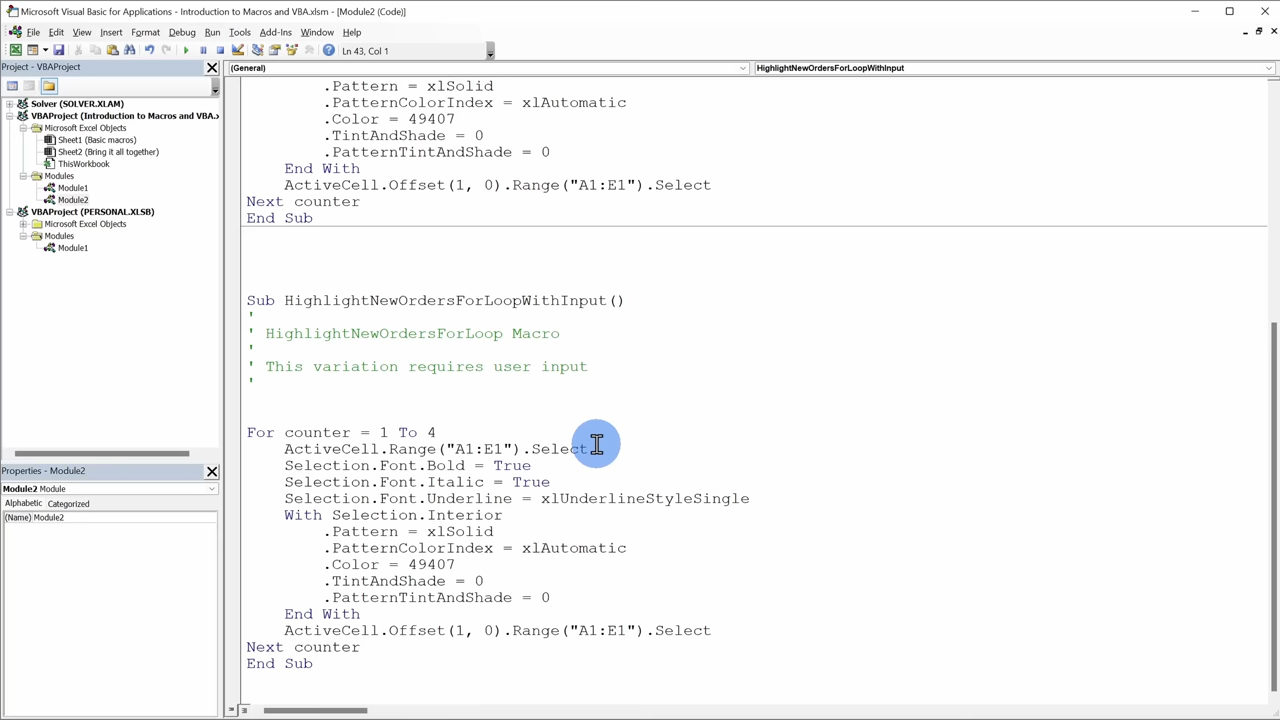 Microsoft Visual Basic for Applications - Introduction to Macros and VBA.xlsm - [Module2 (Code)]
File Edit View Insert Format Debug Run Tools Add-Ins Window Help
Ln 43, Col 1
Project - VBAProject
(General)
HighlightNewOrdersForLoopWithInput
Solver (SOLVER.XLAM)
VBAProject (Introduction to Macros and VBA.x
Microsoft Excel Objects
Sheet1 (Basic macros)
Sheet2 (Bring it all together)
ThisWorkbook
Modules
Module1
Module2
VBAProject (PERSONAL.XLSB)
Microsoft Excel Objects
Modules
Module1
Properties - Module2
Module2 Module
Alphabetic Categorized
(Name) Module2
.Pattern = xlSolid
.PatternColorIndex = xlAutomatic
.Color = 49407
.TintAndShade = 0
.PatternTintAndShade = 0
End With
ActiveCell.Offset(1, 0).Range("A1:E1").Select
Next counter
End Sub
Sub HighlightNewOrdersForLoopWithInput()
'
' HighlightNewOrdersForLoop Macro
'
' This variation requires user input
'
For counter = 1 To 4
ActiveCell.Range("A1:E1").Select
Selection.Font.Bold = True
Selection.Font.Italic = True
Selection.Font.Underline = xlUnderlineStyleSingle
With Selection.Interior
.Pattern = xlSolid
.PatternColorIndex = xlAutomatic
.Color = 49407
.TintAndShade = 0
.PatternTintAndShade = 0
End With
ActiveCell.Offset(1, 0).Range("A1:E1").Select
Next counter
End Sub